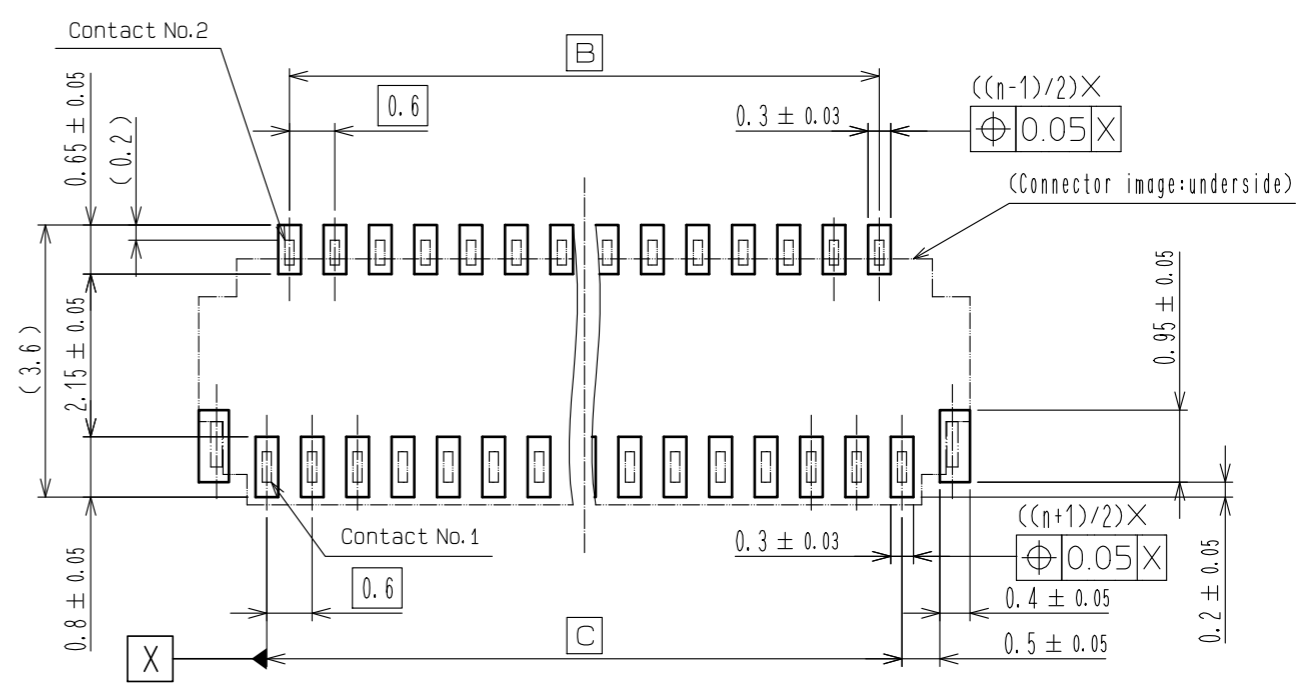 Contact No.2
B
0.6
0.3 ± 0.03
((n-1)/2)X
⌖ 0.05 X
(Connector image:underside)
0.65 ± 0.05
(0.2)
(3.6)
2.15 ± 0.05
0.95 ± 0.05
Contact No.1
0.3 ± 0.03
((n+1)/2)X
⌖ 0.05 X
0.8 ± 0.05
0.6
0.4 ± 0.05
0.2 ± 0.05
X
C
0.5 ± 0.05